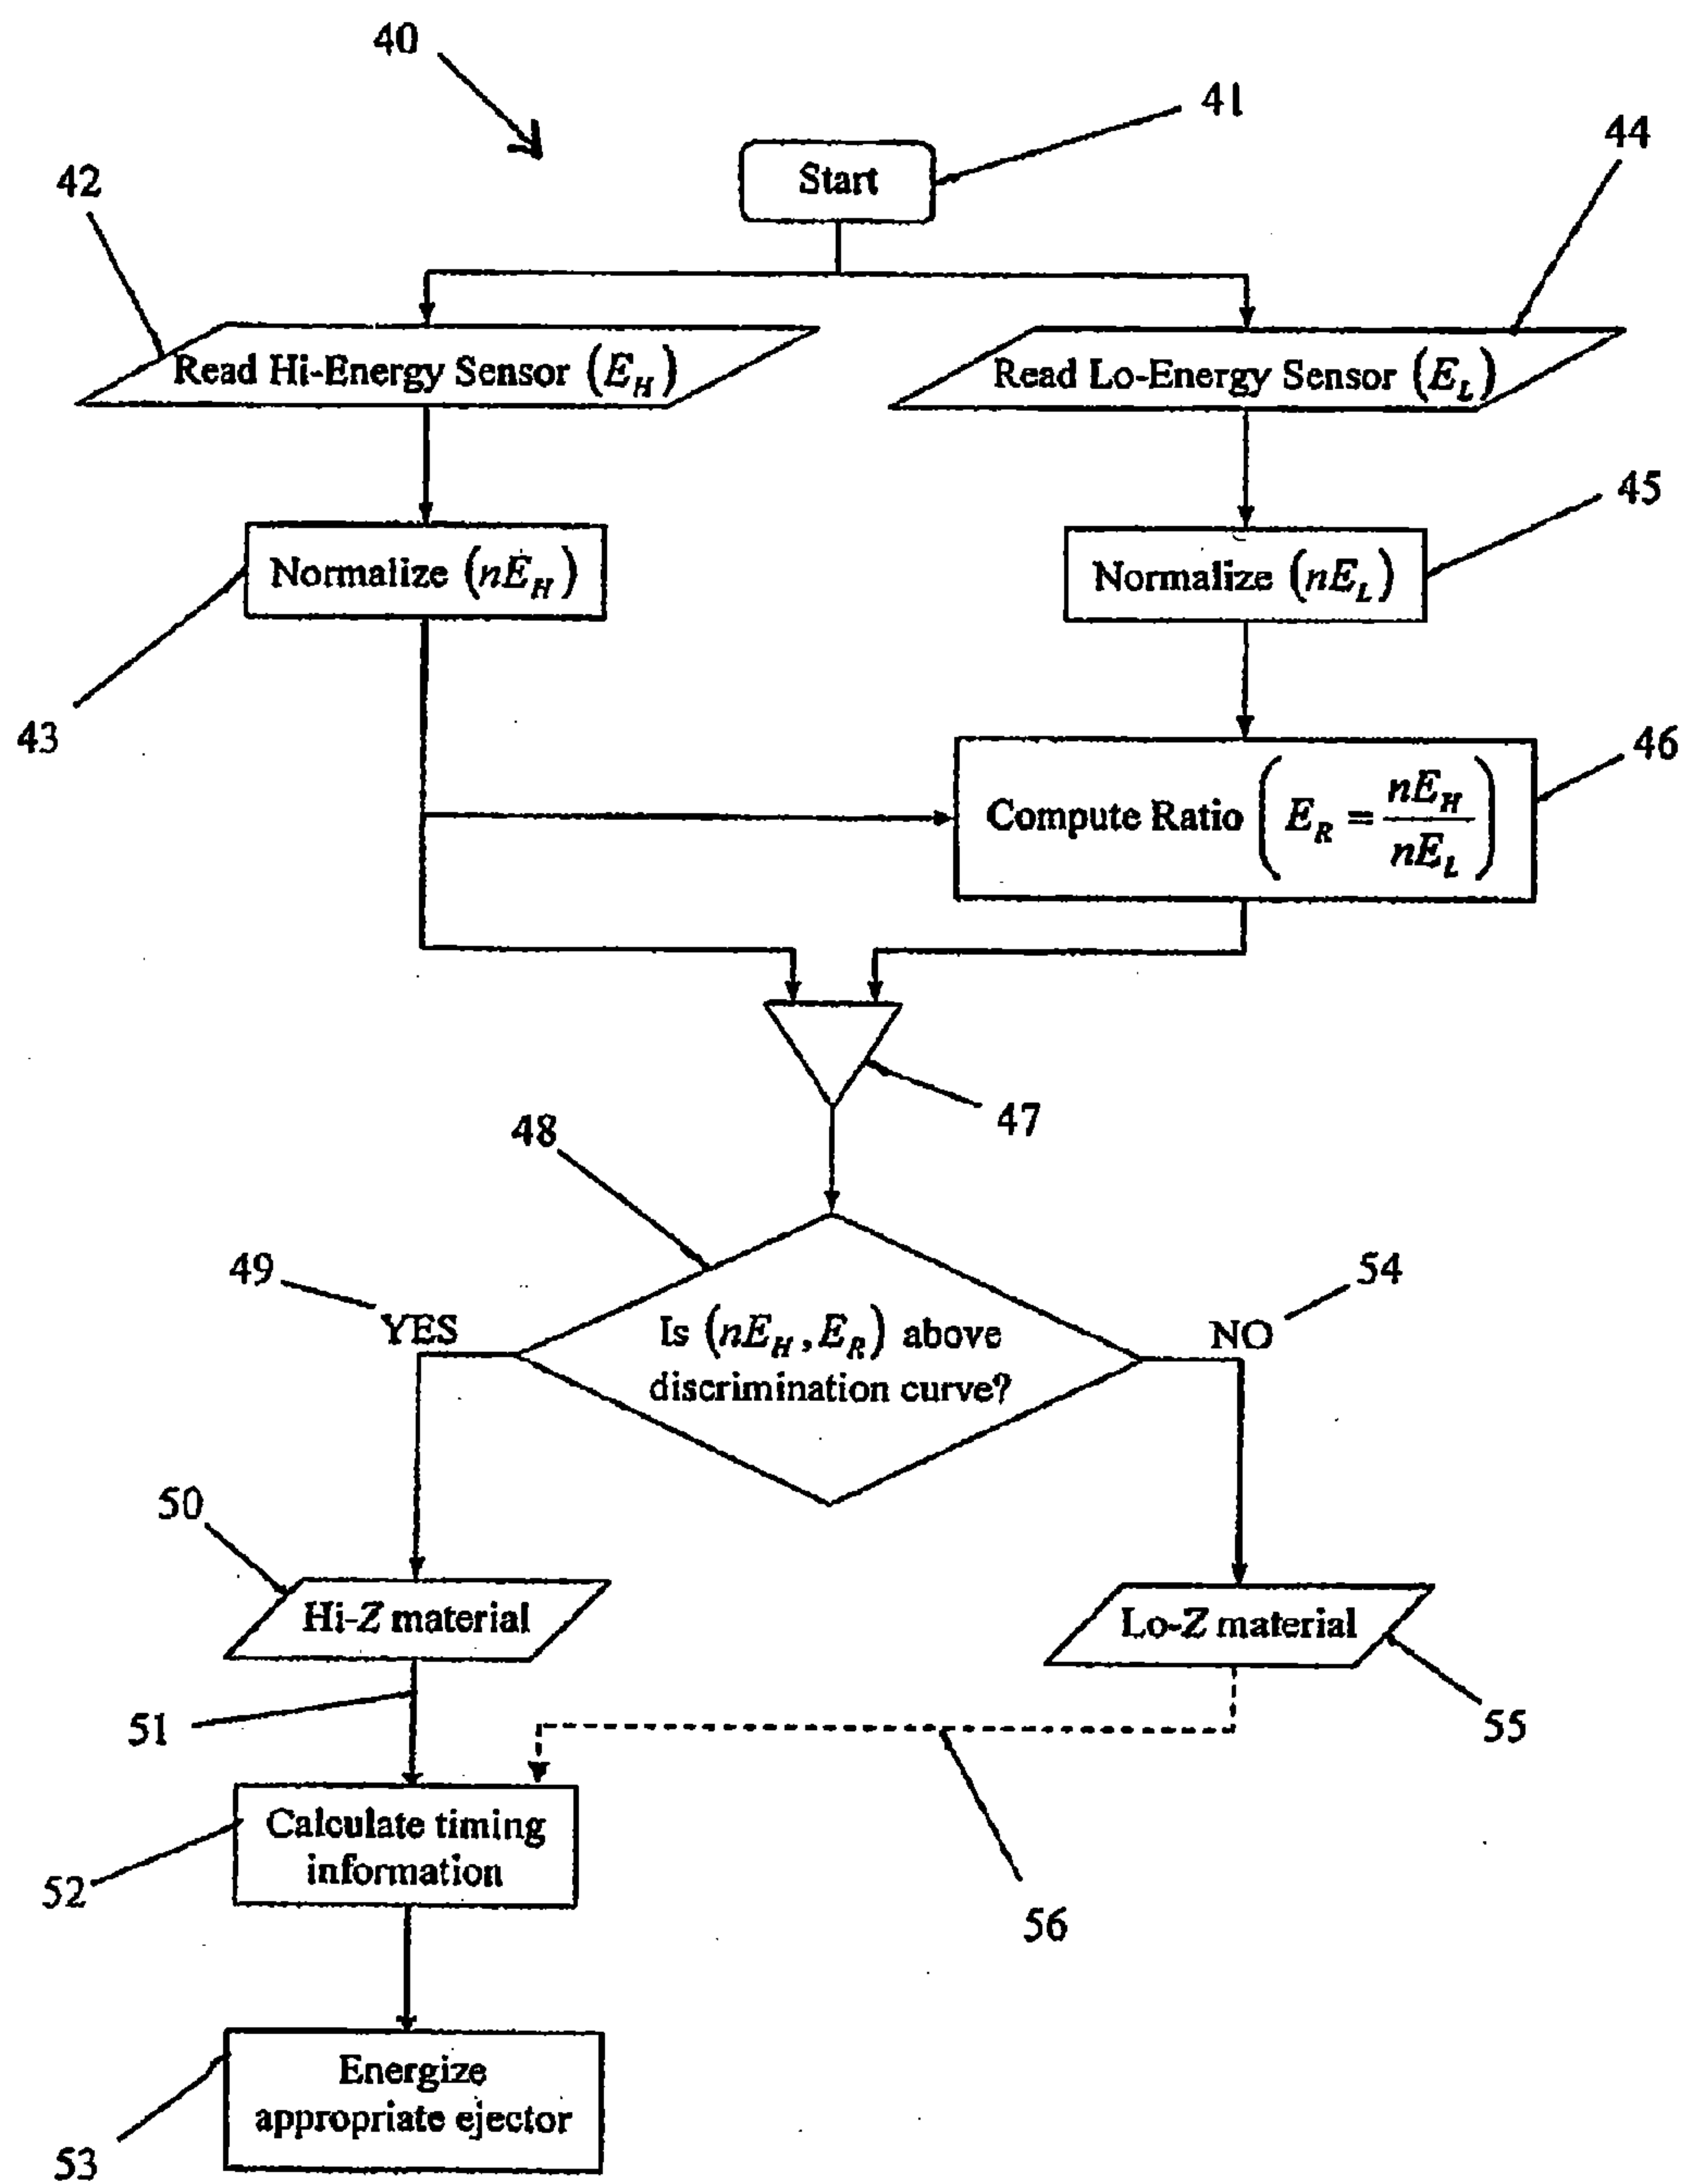 40
41
Start
44
42
Read Hi-Energy Sensor (E_H)
Read Lo-Energy Sensor (E_L)
45
Normalize (nE_H)
Normalize (nE_L)
43
46
Compute Ratio (E_R = nE_H / nE_L)
47
48
49
54
YES
NO
Is (nE_H, E_R) above
discrimination curve?
50
Hi-Z material
Lo-Z material
51
55
Calculate timing
information
52
56
Energize
appropriate ejector
53